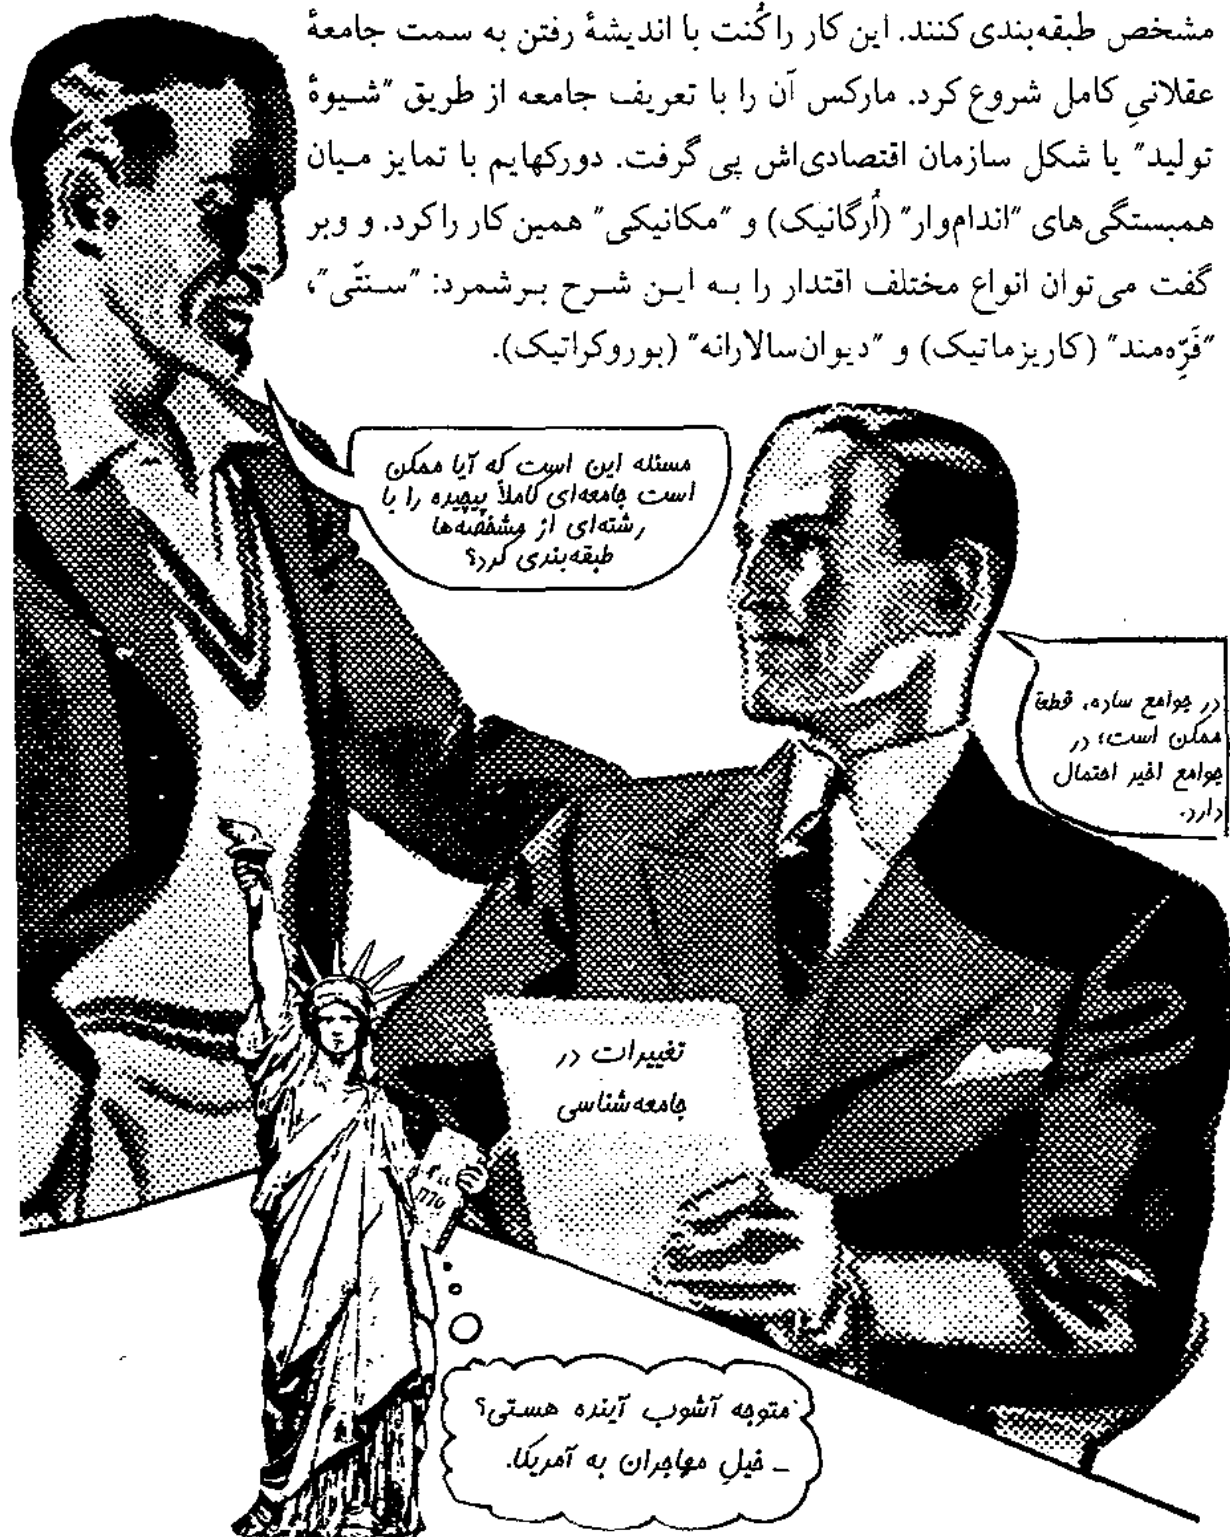 مشخص طبقه‌بندی کنند. این کار را کُنت با اندیشهٔ رفتن به سمت جامعهٔ
عقلانیِ کامل شروع کرد. مارکس آن را با تعریف جامعه از طریق "شیوهٔ
تولید" یا شکل سازمان اقتصادی‌اش پی گرفت. دورکهایم با تمایز میان
همبستگی‌های "اندام‌وار" (اُرگانیک) و "مکانیکی" همین کار را کرد. و وبر
گفت می‌توان انواع مختلف اقتدار را به این شرح برشمرد: "سنتّی"،
"فَرِّه‌مند" (کاریزماتیک) و "دیوان‌سالارانه" (بوروکراتیک).
مسئله این است که آیا ممکن
است جامعه‌ای کاملاً پیچیده را با
رشته‌ای از مشخصه‌ها
طبقه‌بندی کرد؟
در جوامع ساده، قطعاً
ممکن است؛ در
جوامع اخیر احتمال
دارد.
تغییرات در
جامعه‌شناسی
متوجه آشوب آینده هستی؟
_ خیلِ مهاجران به آمریکا.